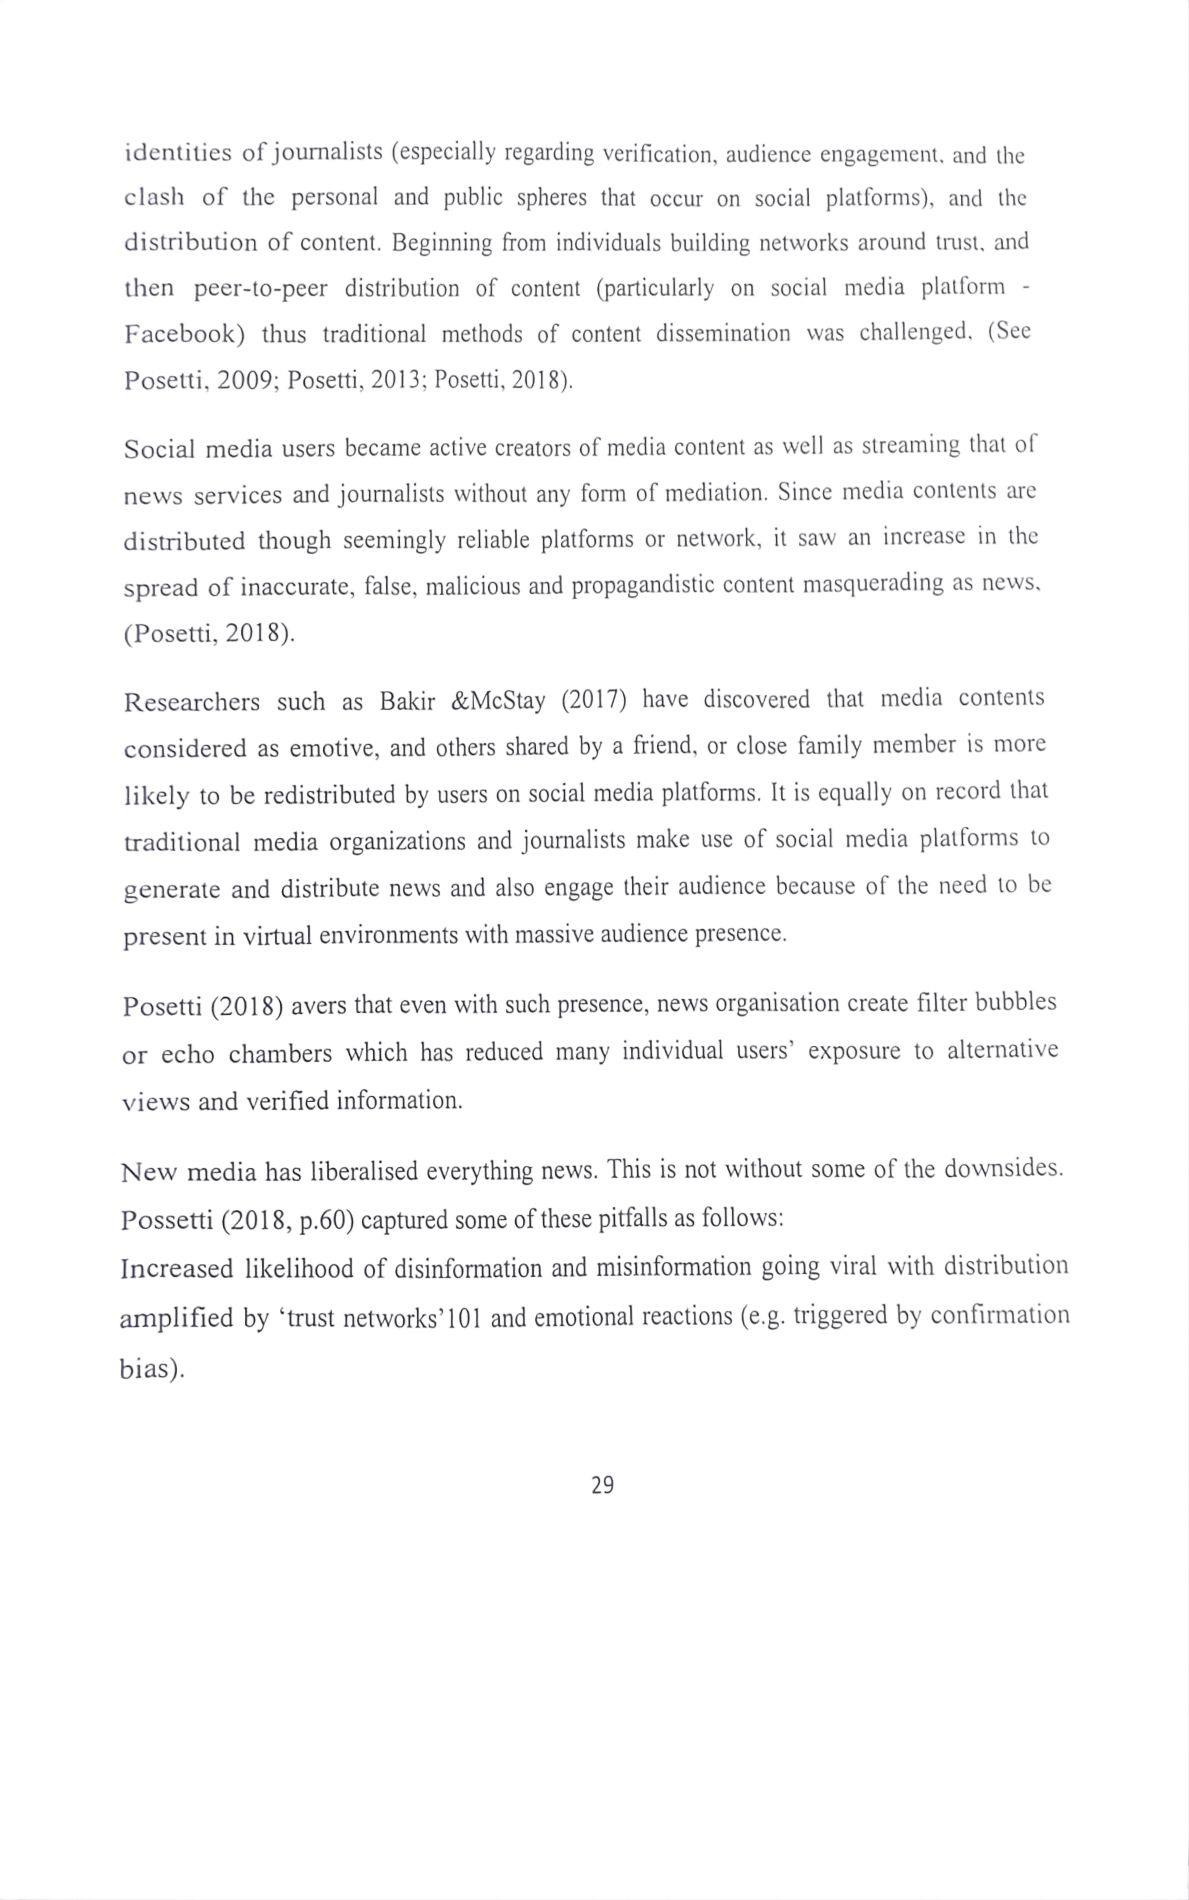 identities of journalists (especially regarding verification, audience engagement, and the
clash of the personal and public spheres that occur on social platforms), and the
distribution of content. Beginning from individuals building networks around trust, and
then peer-to-peer distribution of content (particularly on social media platform -
Facebook) thus traditional methods of content dissemination was challenged, (See
Posetti, 2009; Posetti, 2013; Posetti, 2018).
Social media users became active creators of media content as well as streaming that of
news services and journalists without any form of mediation. Since media contents are
distributed though seemingly reliable platforms or network, it saw an increase in the
spread of inaccurate, false, malicious and propagandistic content masquerading as news,
(Posetti, 2018).
Researchers such as Bakir &McStay (2017) have discovered that media contents
considered as emotive, and others shared by a friend, or close family member is more
likely to be redistributed by users on social media platforms. It is equally on record that
traditional media organizations and journalists make use of social media platforms to
generate and distribute news and also engage their audience because of the need to be
present in virtual environments with massive audience presence.
Posetti (2018) avers that even with such presence, news organisation create filter bubbles
or echo chambers which has reduced many individual users’ exposure to alternative
views and verified information.
New media has liberalised everything news. This is not without some of the downsides.
Possetti (2018, p.60) captured some of these pitfalls as follows:
Increased likelihood of disinformation and misinformation going viral with distribution
amplified by ‘trust networks’101 and emotional reactions (e.g. triggered by confirmation
bias).
29